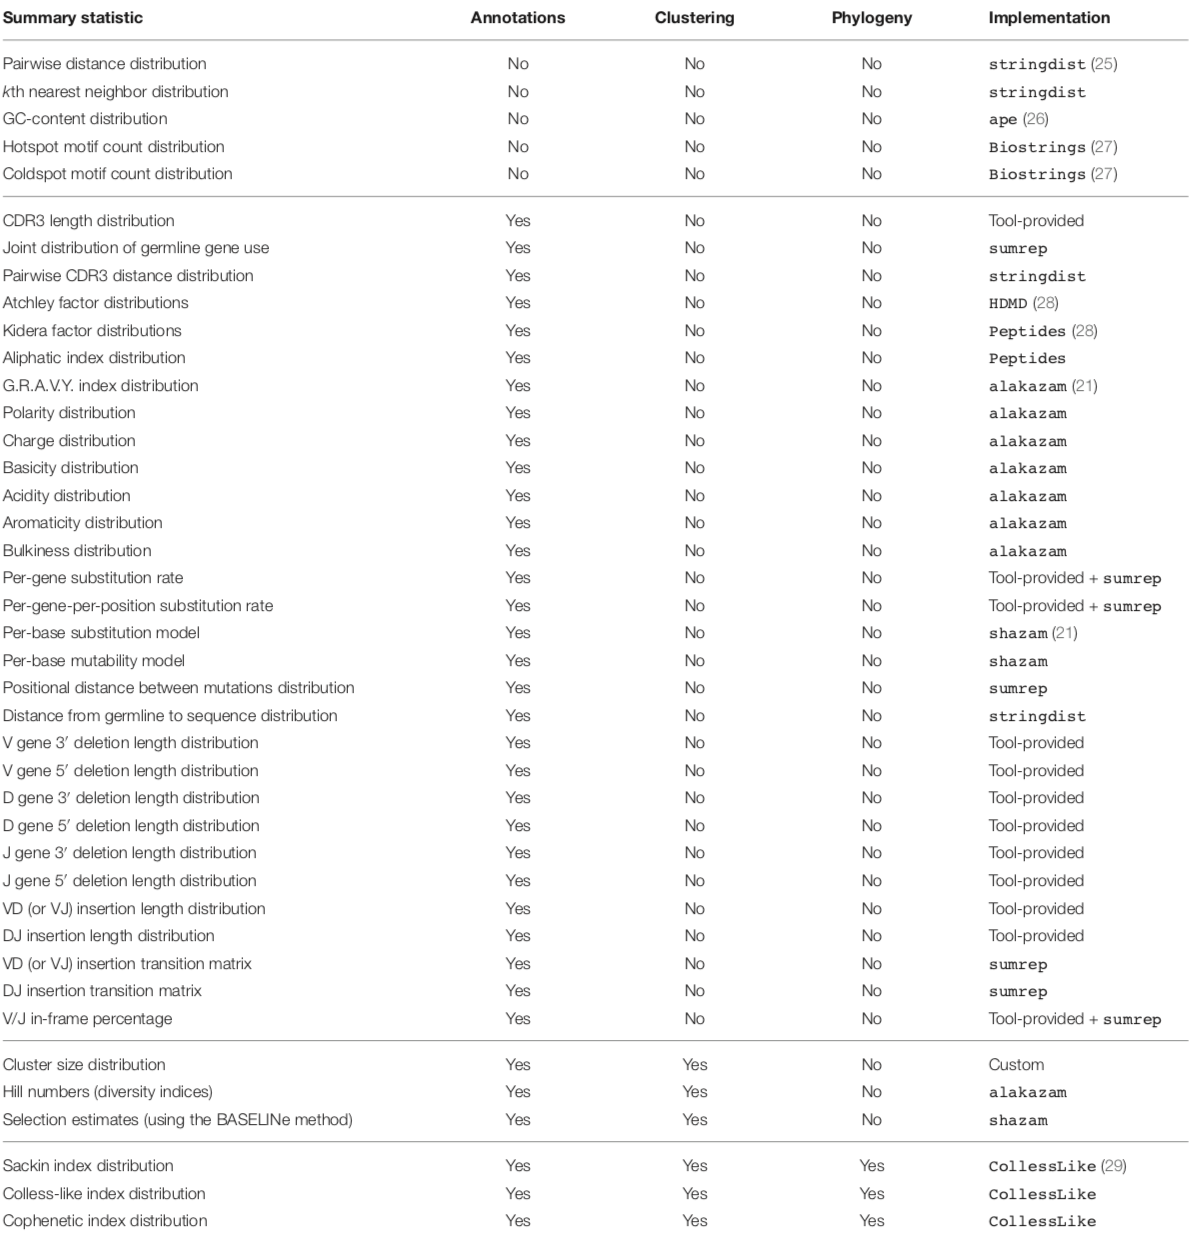 Summary statistic Annotations Clustering Phylogeny Implementation
Pairwise distance distribution No No No stringdist (25)
kth nearest neighbor distribution No No No stringdist
GC-content distribution No No No ape (26)
Hotspot motif count distribution No No No Biostrings (27)
Coldspot motif count distribution No No No Biostrings (27)
CDR3 length distribution Yes No No Tool-provided
Joint distribution of germline gene use Yes No No sumrep
Pairwise CDR3 distance distribution Yes No No stringdist
Atchley factor distributions Yes No No HDMD (28)
Kidera factor distributions Yes No No Peptides (28)
Aliphatic index distribution Yes No No Peptides
G.R.A.V.Y. index distribution Yes No No alakazam (21)
Polarity distribution Yes No No alakazam
Charge distribution Yes No No alakazam
Basicity distribution Yes No No alakazam
Acidity distribution Yes No No alakazam
Aromaticity distribution Yes No No alakazam
Bulkiness distribution Yes No No alakazam
Per-gene substitution rate Yes No No Tool-provided + sumrep
Per-gene-per-position substitution rate Yes No No Tool-provided + sumrep
Per-base substitution model Yes No No shazam (21)
Per-base mutability model Yes No No shazam
Positional distance between mutations distribution Yes No No sumrep
Distance from germline to sequence distribution Yes No No stringdist
V gene 3′ deletion length distribution Yes No No Tool-provided
V gene 5′ deletion length distribution Yes No No Tool-provided
D gene 3′ deletion length distribution Yes No No Tool-provided
D gene 5′ deletion length distribution Yes No No Tool-provided
J gene 3′ deletion length distribution Yes No No Tool-provided
J gene 5′ deletion length distribution Yes No No Tool-provided
VD (or VJ) insertion length distribution Yes No No Tool-provided
DJ insertion length distribution Yes No No Tool-provided
VD (or VJ) insertion transition matrix Yes No No sumrep
DJ insertion transition matrix Yes No No sumrep
V/J in-frame percentage Yes No No Tool-provided + sumrep
Cluster size distribution Yes Yes No Custom
Hill numbers (diversity indices) Yes Yes No alakazam
Selection estimates (using the BASELINe method) Yes Yes No shazam
Sackin index distribution Yes Yes Yes CollessLike (29)
Colless-like index distribution Yes Yes Yes CollessLike
Cophenetic index distribution Yes Yes Yes CollessLike